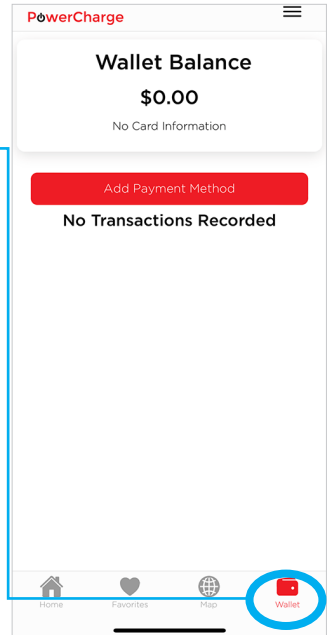 PowerCharge
Wallet Balance
$0.00
No Card Information
Add Payment Method
No Transactions Recorded
Home Favorites Map Wallet